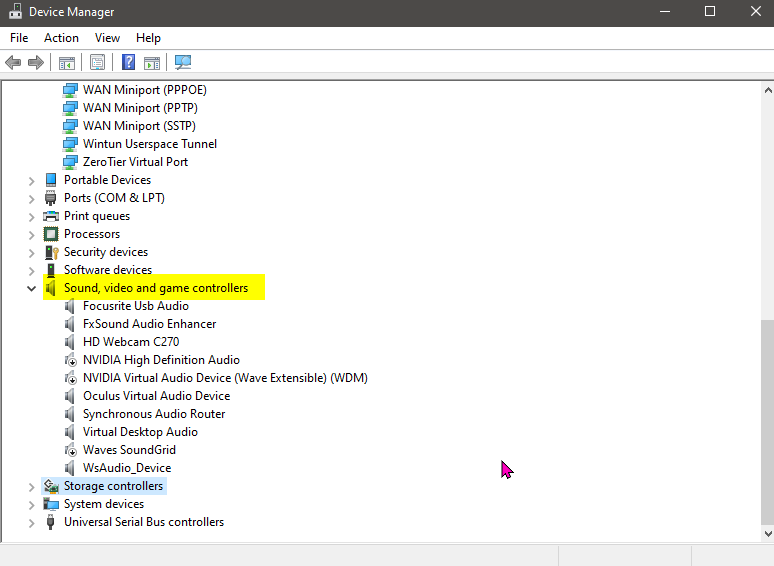 Device Manager
File Action View Help
WAN Miniport (PPPOE)
WAN Miniport (PPTP)
WAN Miniport (SSTP)
Wintun Userspace Tunnel
ZeroTier Virtual Port
Portable Devices
Ports (COM & LPT)
Print queues
Processors
Security devices
Software devices
Sound, video and game controllers
Focusrite Usb Audio
FxSound Audio Enhancer
HD Webcam C270
NVIDIA High Definition Audio
NVIDIA Virtual Audio Device (Wave Extensible) (WDM)
Oculus Virtual Audio Device
Synchronous Audio Router
Virtual Desktop Audio
Waves SoundGrid
WsAudio_Device
Storage controllers
System devices
Universal Serial Bus controllers